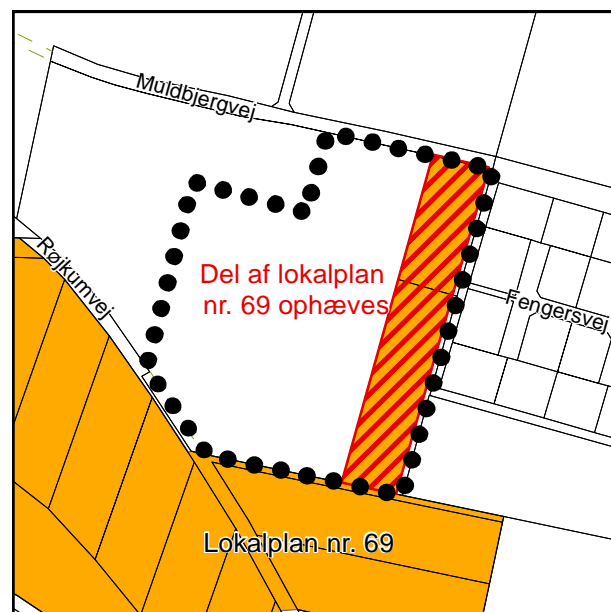 Muldbjergvej
Røjkumvej
Del af lokalplan
nr. 69 ophæves
Fengersvej
Lokalplan nr. 69